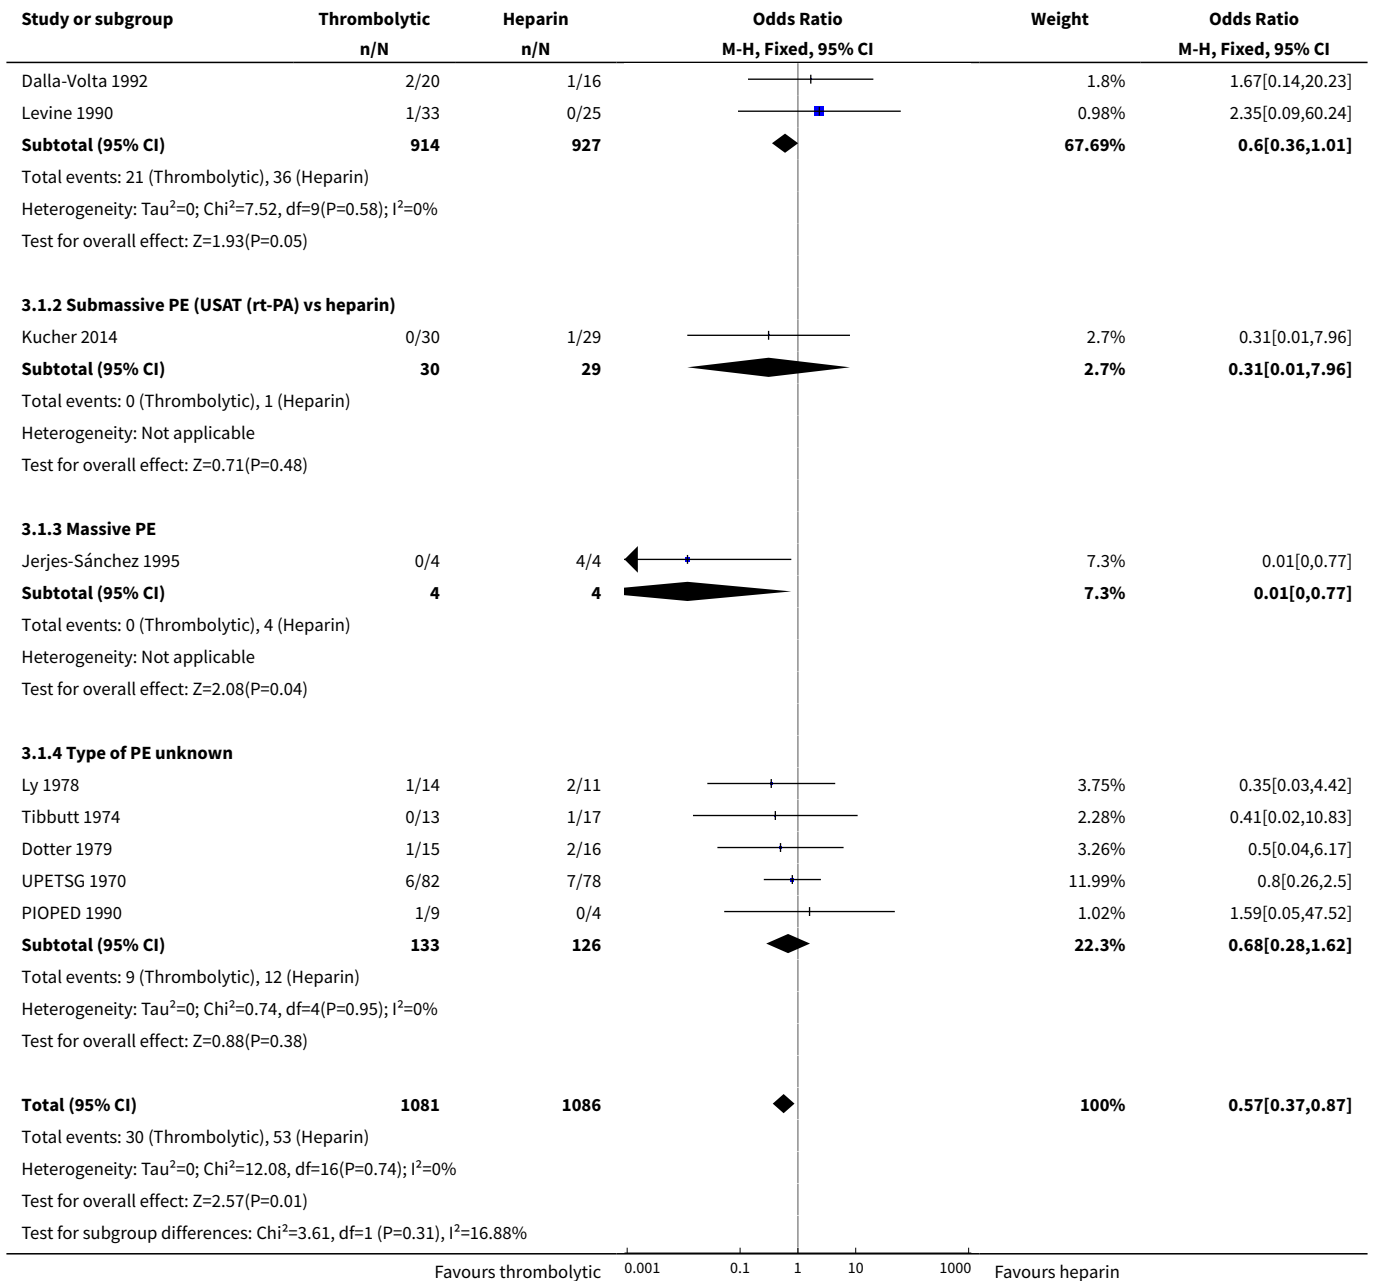 Study or subgroup Thrombolytic Heparin Odds Ratio Weight Odds Ratio
n/N n/N M-H, Fixed, 95% CI M-H, Fixed, 95% CI
Dalla-Volta 1992 2/20 1/16 1.8% 1.67[0.14,20.23]
Levine 1990 1/33 0/25 0.98% 2.35[0.09,60.24]
Subtotal (95% CI) 914 927 67.69% 0.6[0.36,1.01]
Total events: 21 (Thrombolytic), 36 (Heparin)
Heterogeneity: Tau²=0; Chi²=7.52, df=9(P=0.58); I²=0%
Test for overall effect: Z=1.93(P=0.05)
3.1.2 Submassive PE (USAT (rt-PA) vs heparin)
Kucher 2014 0/30 1/29 2.7% 0.31[0.01,7.96]
Subtotal (95% CI) 30 29 2.7% 0.31[0.01,7.96]
Total events: 0 (Thrombolytic), 1 (Heparin)
Heterogeneity: Not applicable
Test for overall effect: Z=0.71(P=0.48)
3.1.3 Massive PE
Jerjes-Sánchez 1995 0/4 4/4 7.3% 0.01[0,0.77]
Subtotal (95% CI) 4 4 7.3% 0.01[0,0.77]
Total events: 0 (Thrombolytic), 4 (Heparin)
Heterogeneity: Not applicable
Test for overall effect: Z=2.08(P=0.04)
3.1.4 Type of PE unknown
Ly 1978 1/14 2/11 3.75% 0.35[0.03,4.42]
Tibbutt 1974 0/13 1/17 2.28% 0.41[0.02,10.83]
Dotter 1979 1/15 2/16 3.26% 0.5[0.04,6.17]
UPETSG 1970 6/82 7/78 11.99% 0.8[0.26,2.5]
PIOPED 1990 1/9 0/4 1.02% 1.59[0.05,47.52]
Subtotal (95% CI) 133 126 22.3% 0.68[0.28,1.62]
Total events: 9 (Thrombolytic), 12 (Heparin)
Heterogeneity: Tau²=0; Chi²=0.74, df=4(P=0.95); I²=0%
Test for overall effect: Z=0.88(P=0.38)
Total (95% CI) 1081 1086 100% 0.57[0.37,0.87]
Total events: 30 (Thrombolytic), 53 (Heparin)
Heterogeneity: Tau²=0; Chi²=12.08, df=16(P=0.74); I²=0%
Test for overall effect: Z=2.57(P=0.01)
Test for subgroup differences: Chi²=3.61, df=1 (P=0.31), I²=16.88%
Favours thrombolytic 0.001 0.1 1 10 1000 Favours heparin